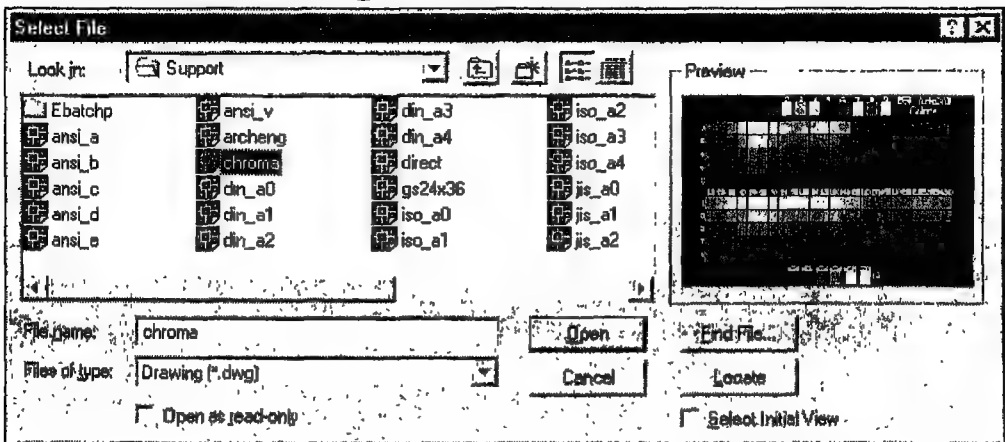 Select File
Look in: Support
Preview
Ebatchp ansi_v din_a3 iso_a2
ansi_a archeng din_a4 iso_a3
ansi_b chroma direct iso_a4
ansi_c din_a0 gs24x36 jis_a0
ansi_d din_a1 iso_a0 jis_a1
ansi_e din_a2 iso_a1 jis_a2
File name: chroma Open Find File...
Files of type: Drawing (*.dwg) Cancel Locate
Open as read-only Select Initial View